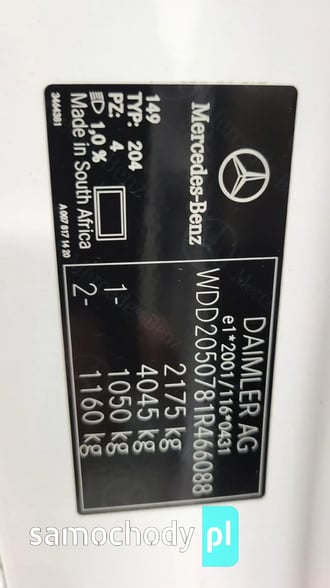 Mercedes-Benz
DAIMLER AG
e1*2001/116*0431
WDD2050781R466088
2175 kg
4045 kg
1- 1050 kg
2- 1160 kg
149
TYP: 204
PZ: 4
1,0 %
Made in South Africa
A 007 817 14 20
3464381
samochody pl